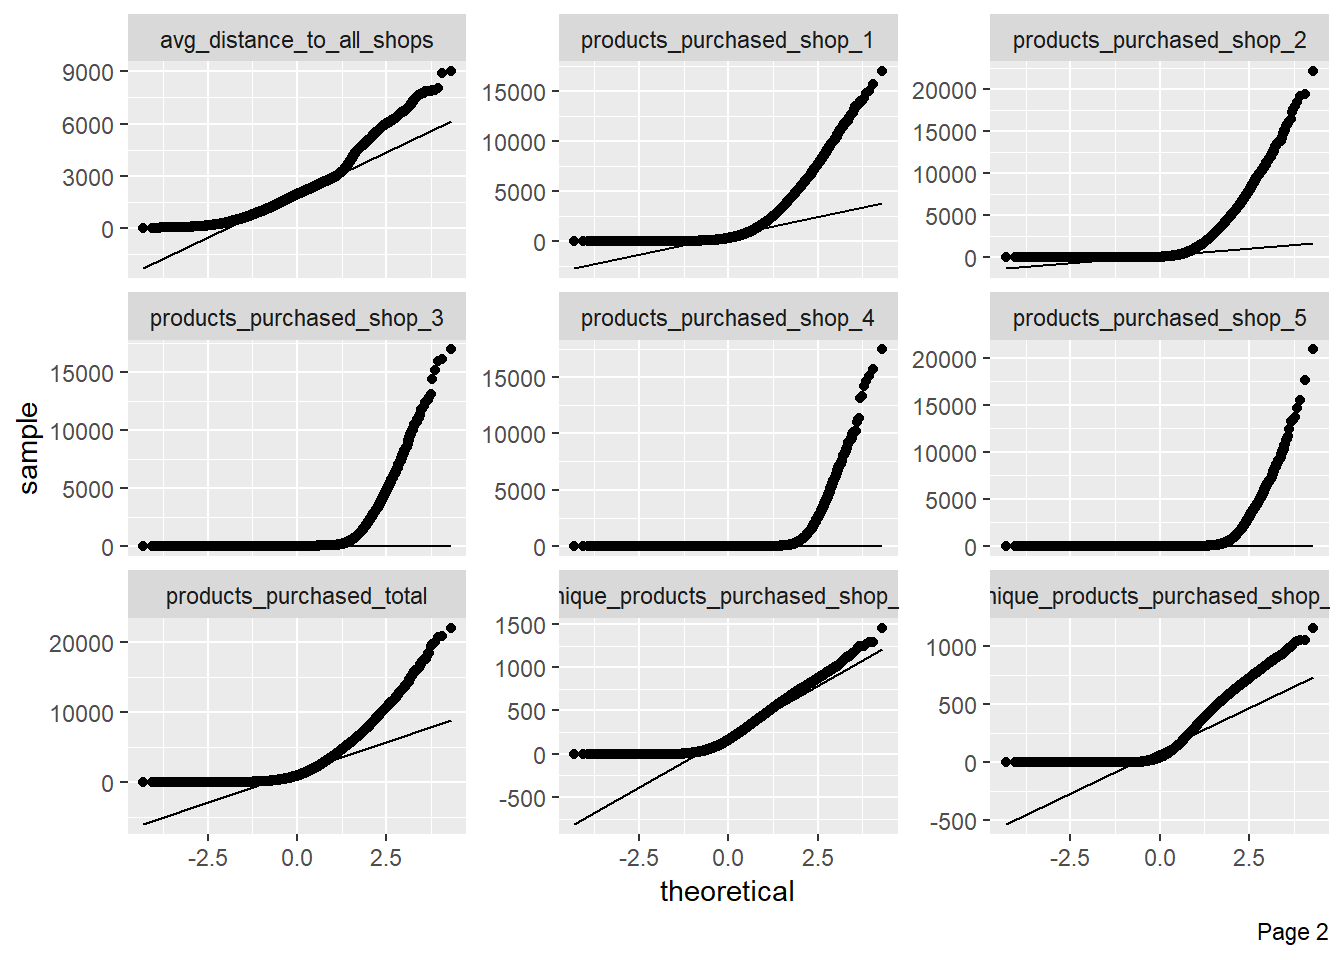 avg_distance_to_all_shops
products_purchased_shop_1
products_purchased_shop_2
9000
6000
3000
0
15000
10000
5000
0
20000
15000
10000
5000
0
products_purchased_shop_3
products_purchased_shop_4
products_purchased_shop_5
15000
10000
5000
0
15000
10000
5000
0
20000
15000
10000
5000
0
sample
products_purchased_total
nique_products_purchased_shop_
nique_products_purchased_shop_
20000
10000
0
1500
1000
500
0
-500
1000
500
0
-500
-2.5 0.0 2.5
-2.5 0.0 2.5
-2.5 0.0 2.5
theoretical
Page 2